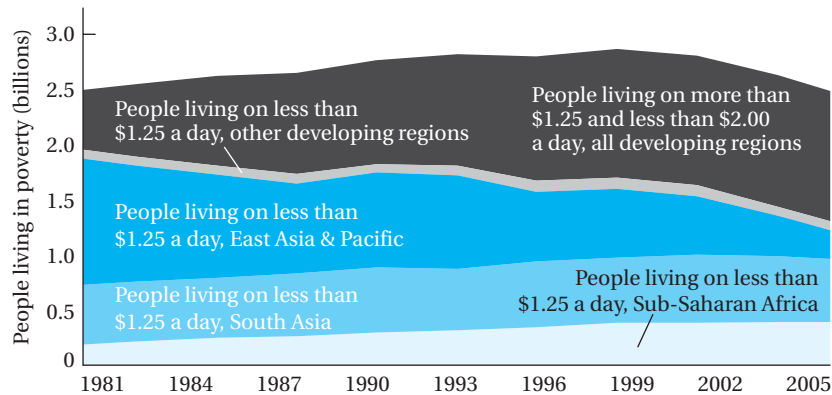 People living in poverty (billions)
3.0
2.5
2.0
1.5
1.0
0.5
0
People living on less than
$1.25 a day, other developing regions
People living on more than
$1.25 and less than $2.00
a day, all developing regions
People living on less than
$1.25 a day, East Asia & Pacific
People living on less than
$1.25 a day, South Asia
People living on less than
$1.25 a day, Sub-Saharan Africa
1981 1984 1987 1990 1993 1996 1999 2002 2005